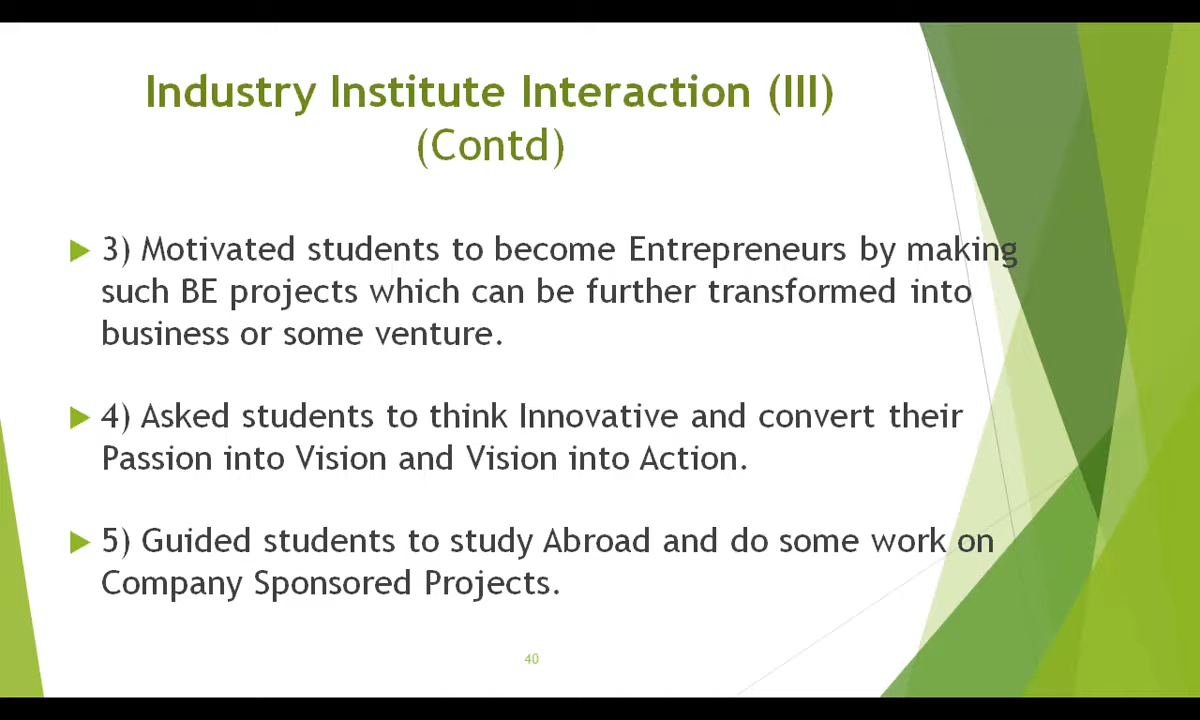 Industry Institute Interaction (III)
(Contd)
3) Motivated students to become Entrepreneurs by making
such BE projects which can be further transformed into
business or some venture.
4) Asked students to think Innovative and convert their
Passion into Vision and Vision into Action.
5) Guided students to study Abroad and do some work on
Company Sponsored Projects.
40